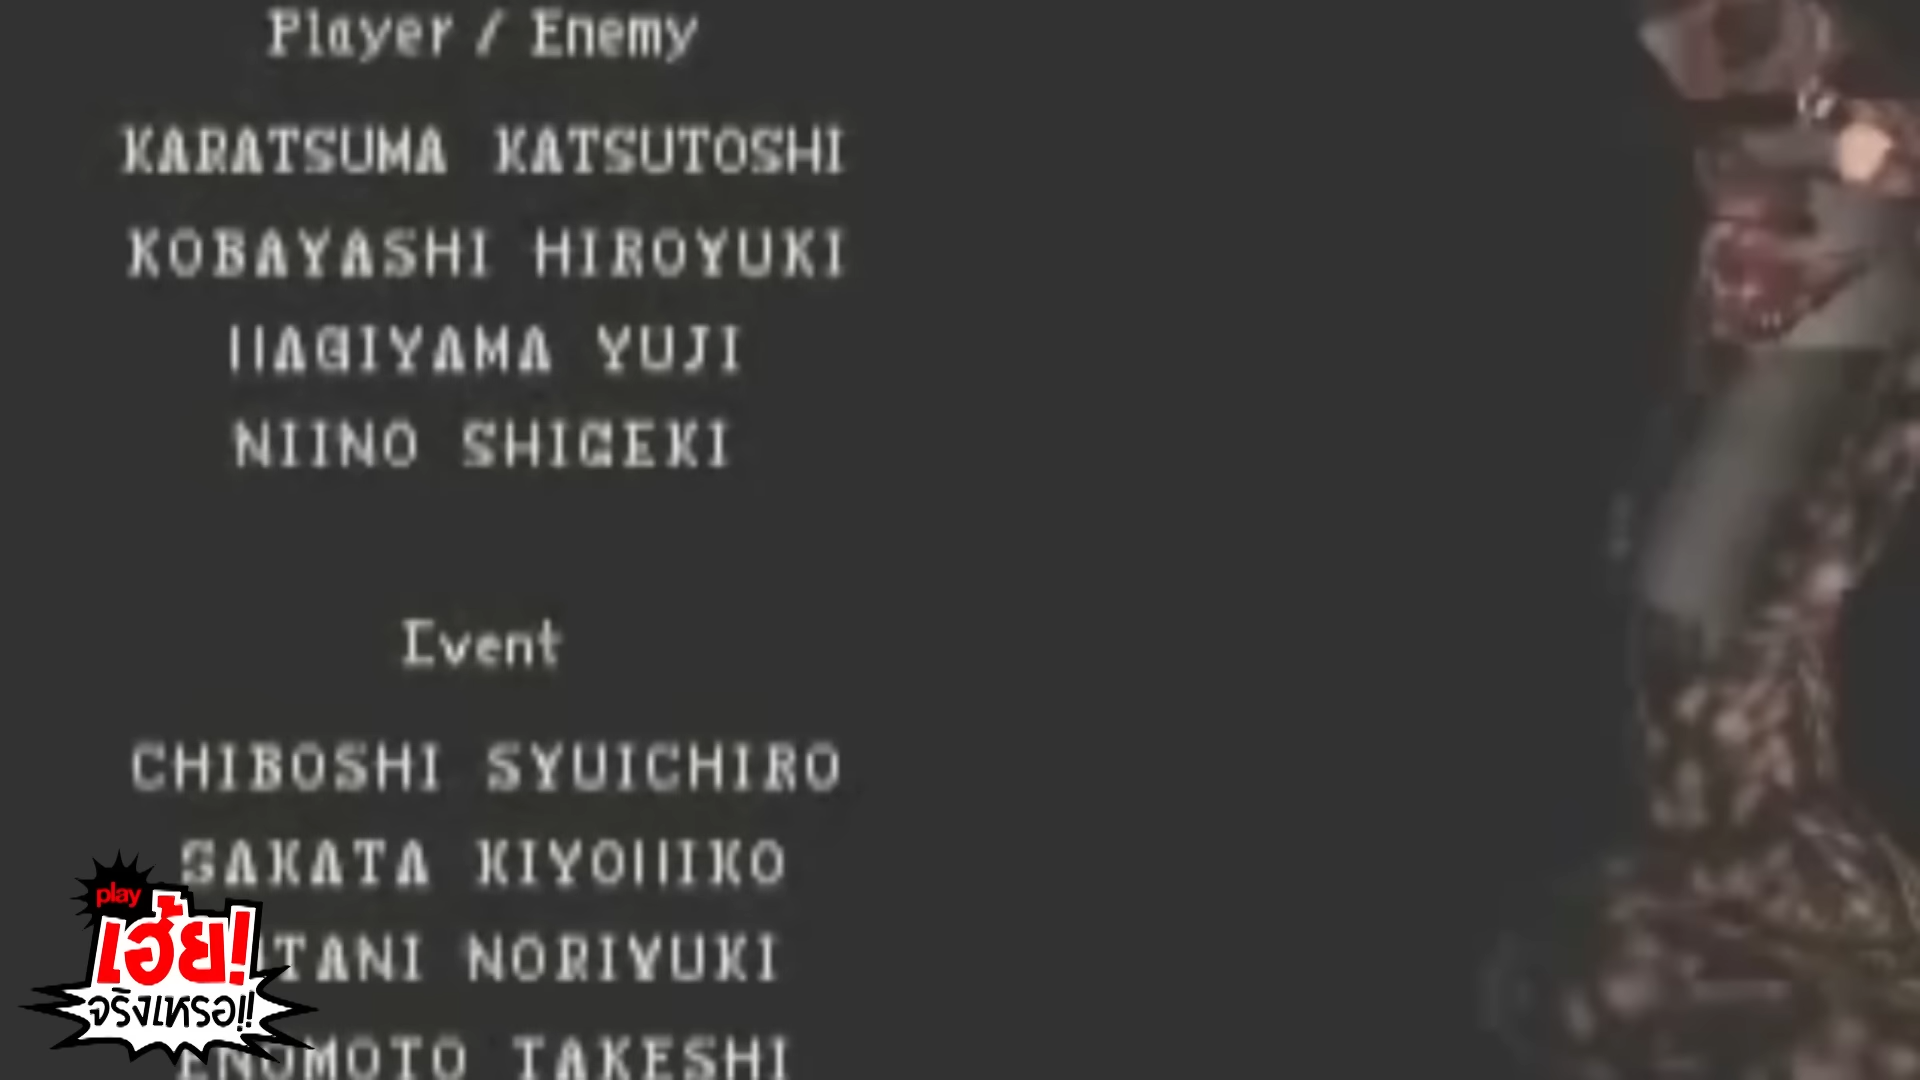 Player / Enemy
KARATSUMA KATSUTOSHI
KOBAYASHI HIROYUKI
HAGIYAMA YUJI
NIINO SHIGEKI
Event
CHIBOSHI SYUICHIRO
SAKATA KIYOHIKO
TANI NORIYUKI
ENOMOTO TAKESHI
play
เฮ้ย!
จริงเหรอ!!